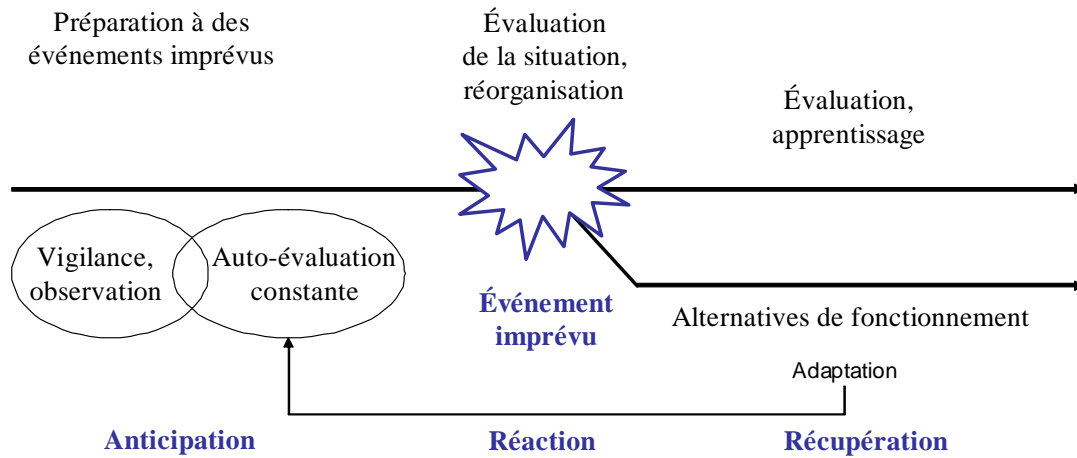 Préparation à des
événements imprévus
Évaluation
de la situation,
réorganisation
Évaluation,
apprentissage
Vigilance,
observation
Auto-évaluation
constante
Événement
imprévu
Alternatives de fonctionnement
Adaptation
Anticipation
Réaction
Récupération